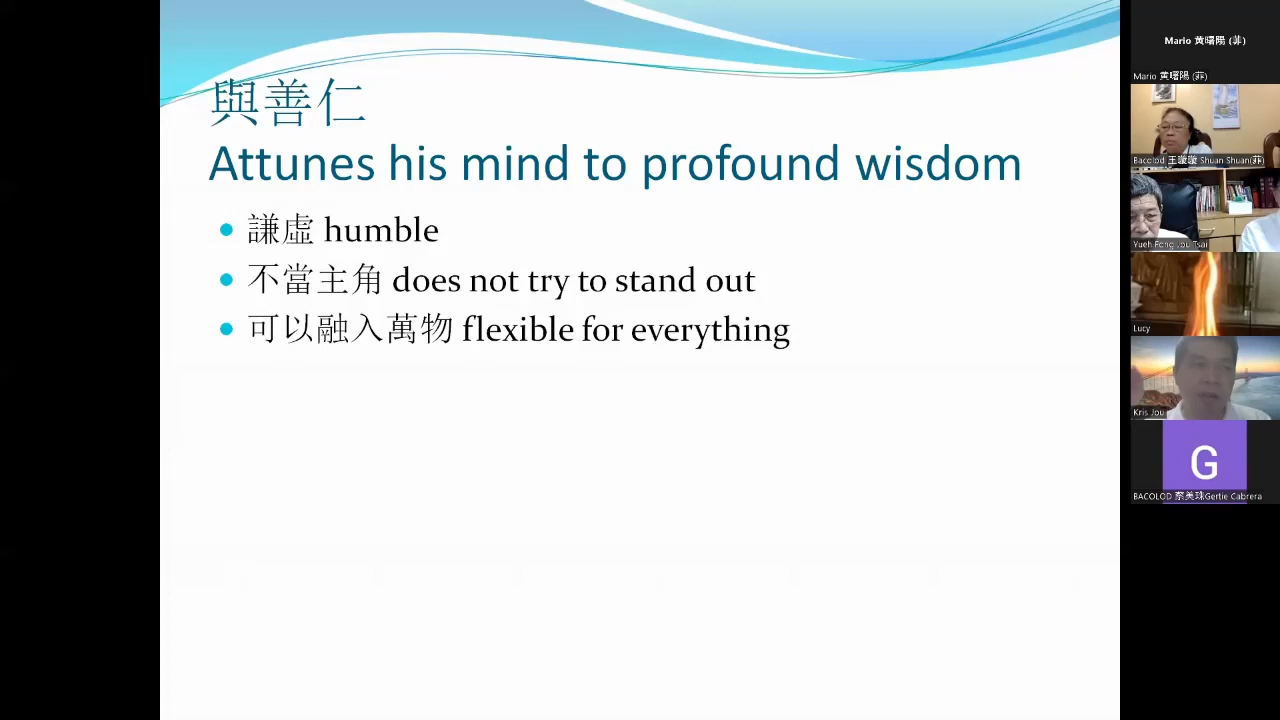 與善仁
Attunes his mind to profound wisdom
謙虛 humble
不當主角 does not try to stand out
可以融入萬物 flexible for everything
Mario 黃曙陽 (菲)
Mario 黃曙陽 (菲)
Bacolod 王璇璇 Shuan Shuan(菲)
Yueh Fong Jou Tsai
Lucy
Kris Jou
G
BACOLOD 蔡美珠Gertie Cabrera